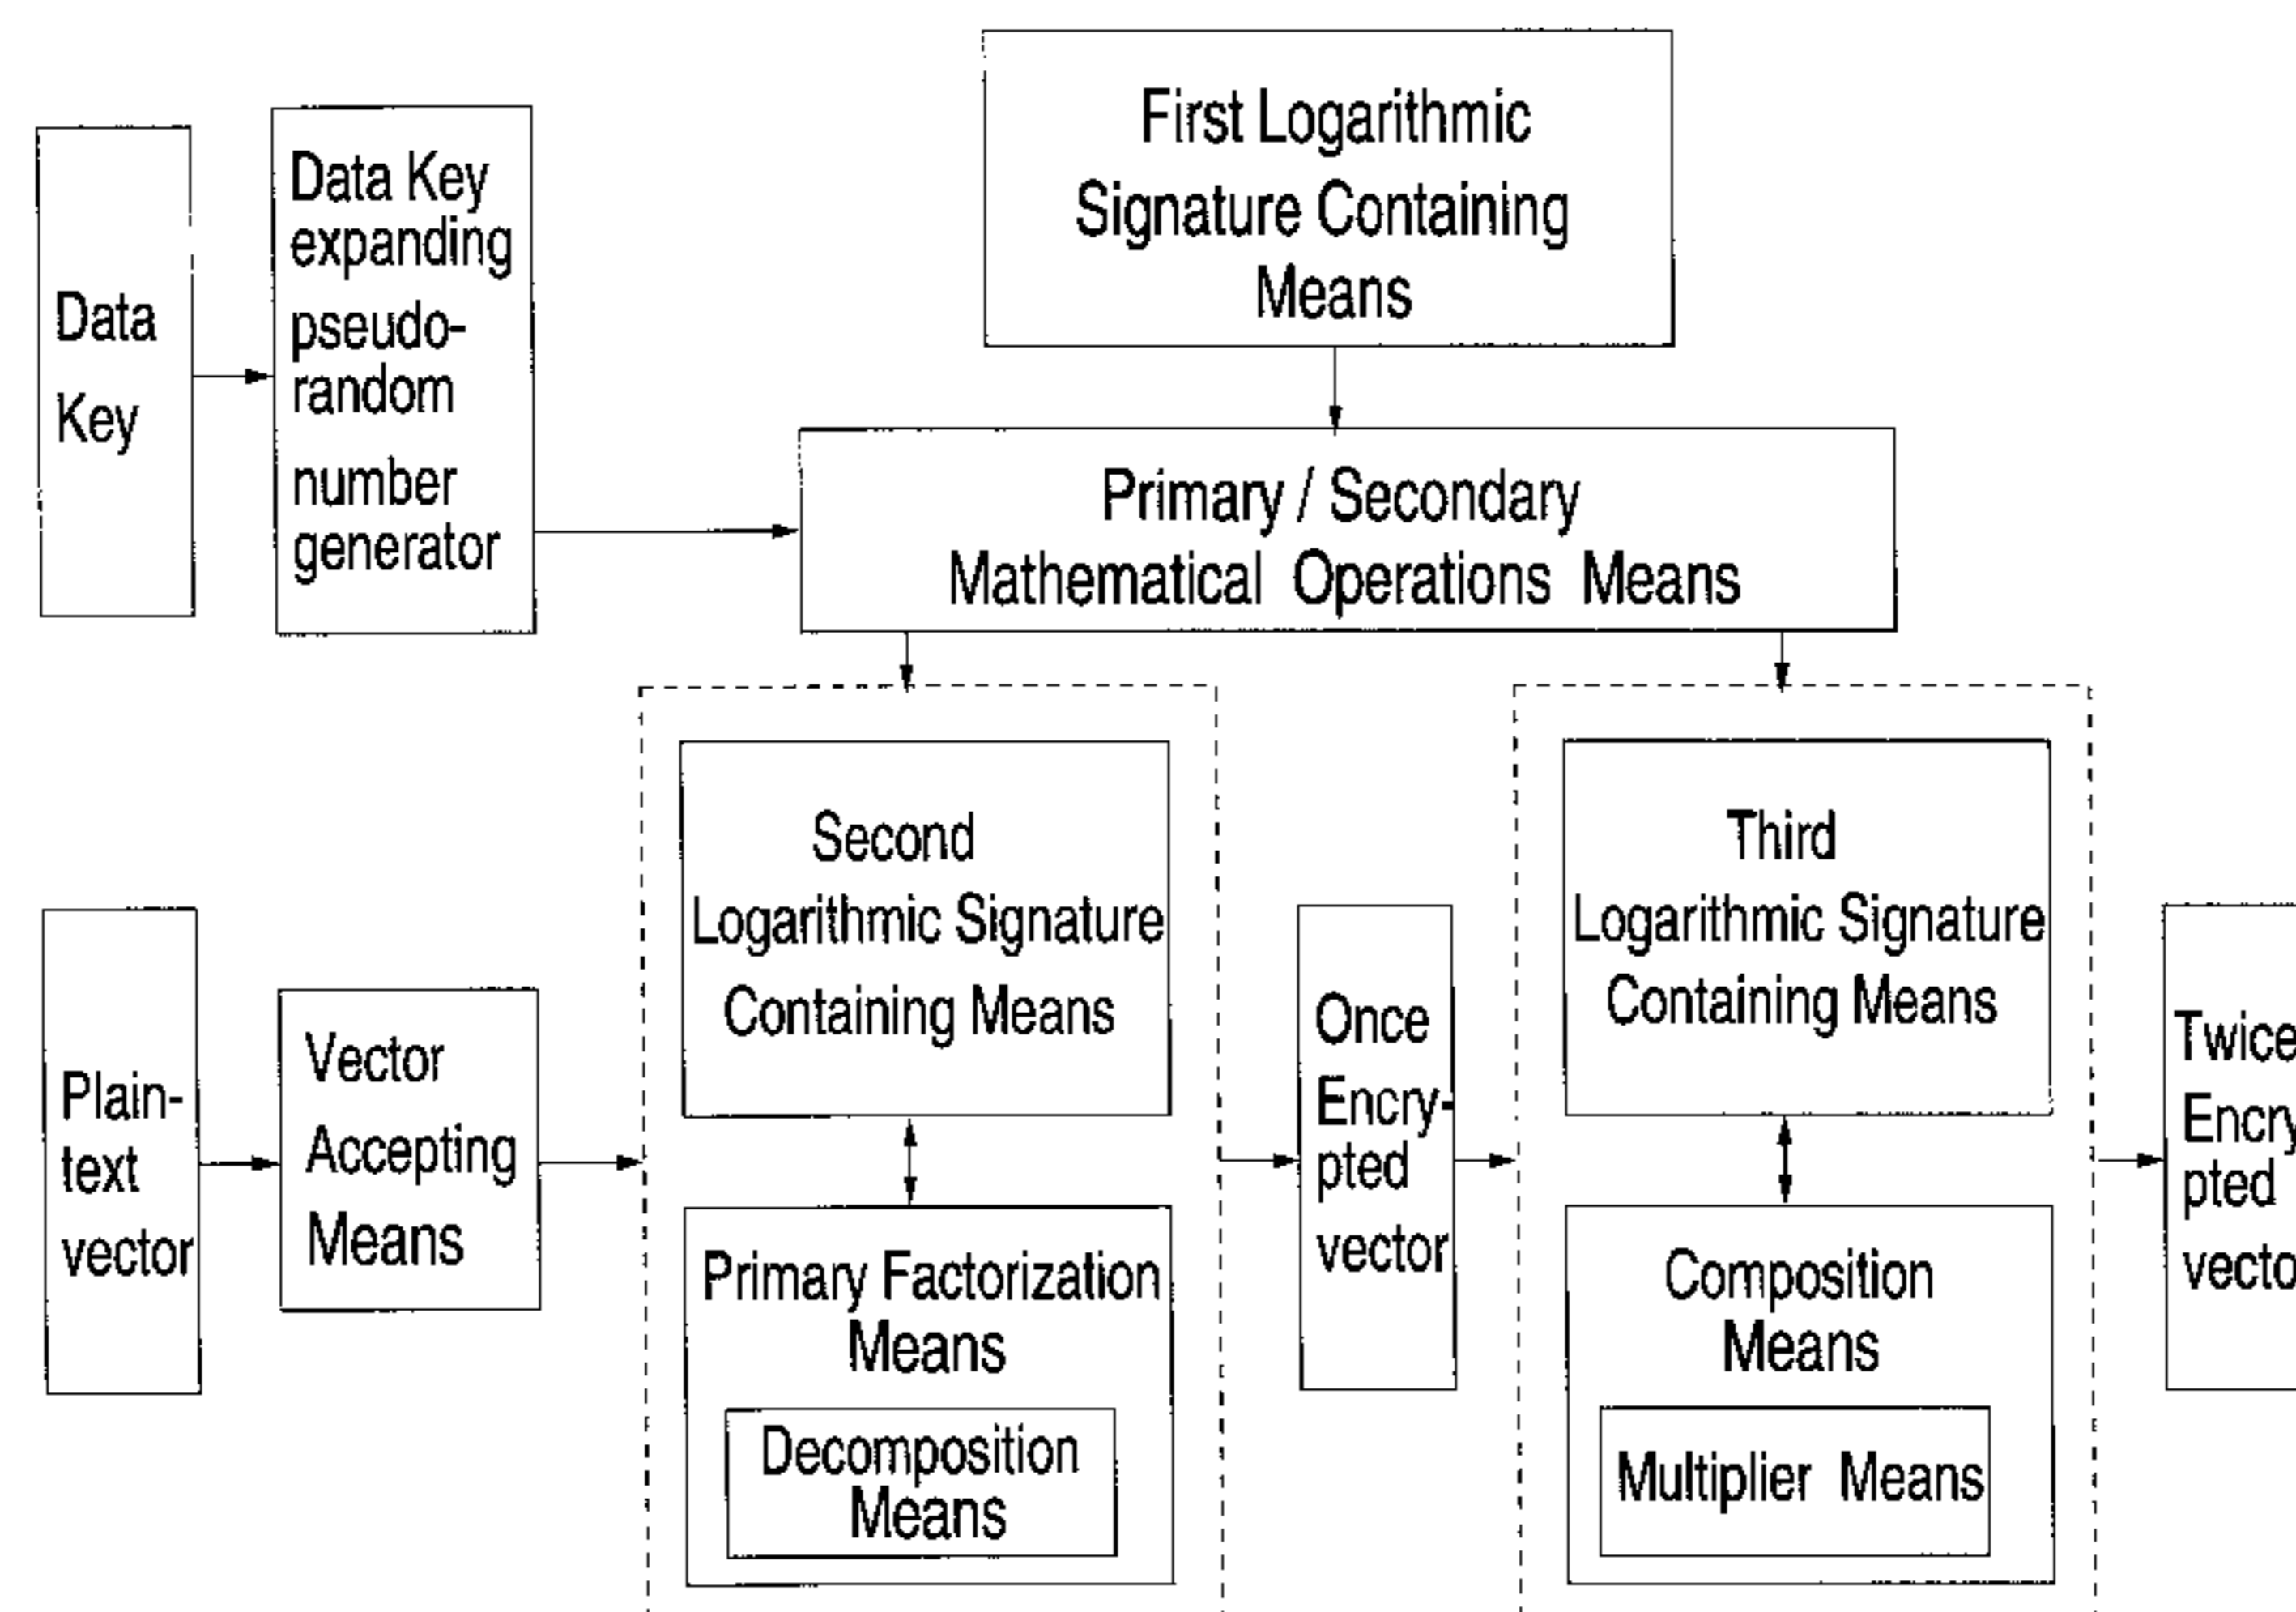 First Logarithmic
Signature Containing
Means
Data
Key
Data Key
expanding
pseudo-
random
number
generator
Primary / Secondary
Mathematical Operations Means
Plain-
text
vector
Vector
Accepting
Means
Second
Logarithmic Signature
Containing Means
Primary Factorization
Means
Decomposition
Means
Once
Encry-
pted
vector
Third
Logarithmic Signature
Containing Means
Composition
Means
Multiplier Means
Twice
Encry
pted
vecto